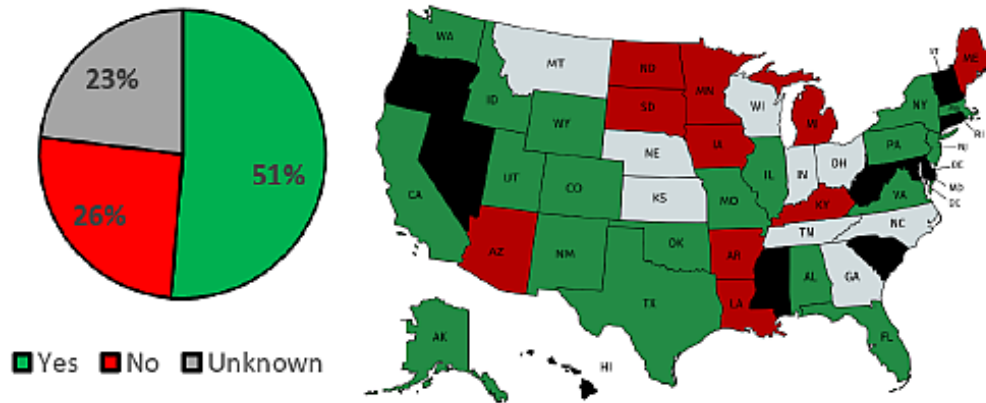 23%
51%
26%
Yes No Unknown
WA
MT
ND
MN
ME
VT
ID
SD
WI
MI
NY
WY
IA
PA
RI
NJ
NE
IL
IN
OH
DE
MD
DC
CA
UT
CO
KS
MO
KY
VA
AZ
NM
OK
AR
TN
NC
TX
LA
AL
GA
AK
HI
FL